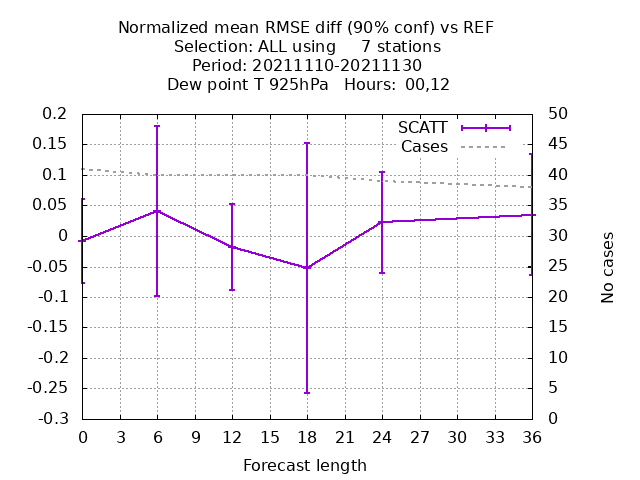 Normalized mean RMSE diff (90% conf) vs REF
Selection: ALL using     7 stations
Period: 20211110-20211130
Dew point T 925hPa   Hours:  00,12
SCATT
Cases
0.2
0.15
0.1
0.05
0
-0.05
-0.1
-0.15
-0.2
-0.25
-0.3
50
45
40
35
30
25
20
15
10
5
0
No cases
0 3 6 9 12 15 18 21 24 27 30 33 36
Forecast length